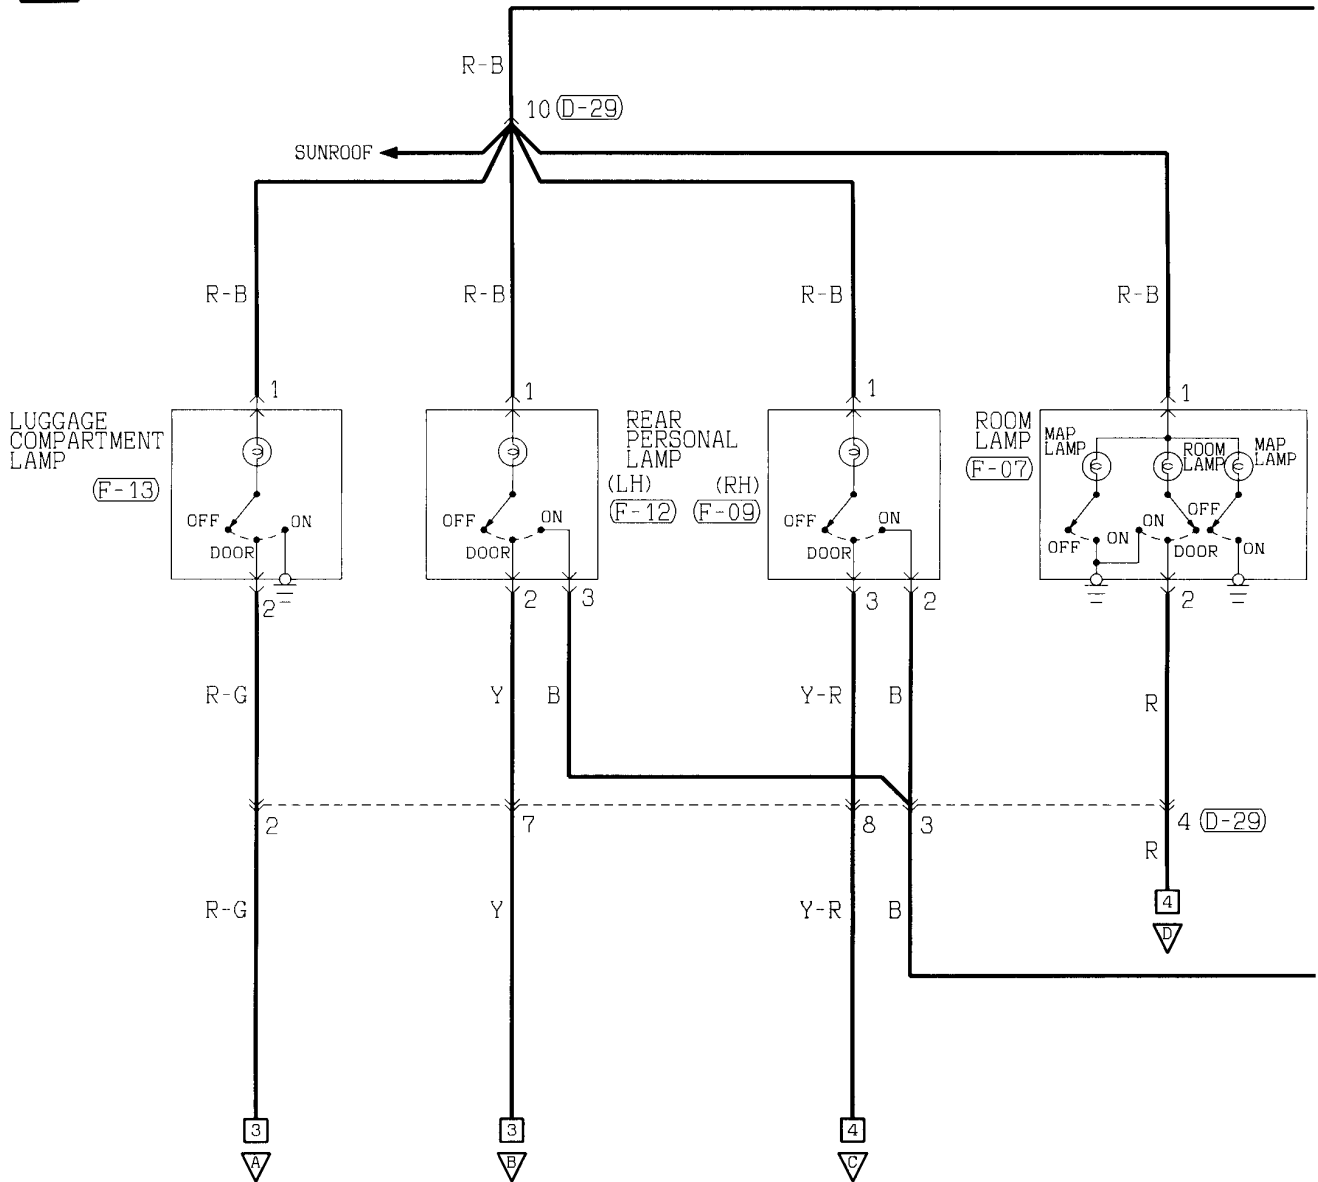 R-B
10 (D-29)
SUNROOF
R-B R-B R-B R-B
1 1 1 1
LUGGAGE
COMPARTMENT
LAMP
(F-13)
OFF
ON
DOOR
2
OFF
ON
DOOR
2 3
REAR
PERSONAL
LAMP
(LH) (RH)
(F-12) (F-09)
OFF
ON
DOOR
3 2
ROOM
LAMP
(F-07)
MAP
LAMP
ROOM
LAMP
MAP
LAMP
OFF
ON
ON
DOOR
OFF
ON
2
R-G Y B Y-R B R
2 7 8 3 4 (D-29)
R
R-G Y Y-R B
4
D
3 3 4
A B C